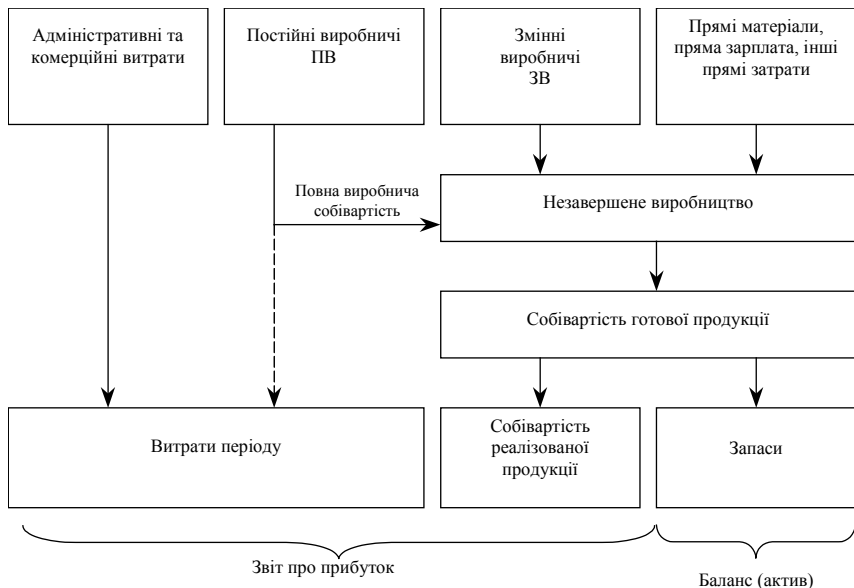 Адміністративні та
комерційні витрати
Постійні виробничі
ПВ
Змінні
виробничі
ЗВ
Прямі матеріали,
пряма зарплата, інші
прямі затрати
Повна виробнича
собівартість
Незавершене виробництво
Собівартість готової продукції
Витрати періоду
Собівартість
реалізованої
продукції
Запаси
Звіт про прибуток
Баланс (актив)